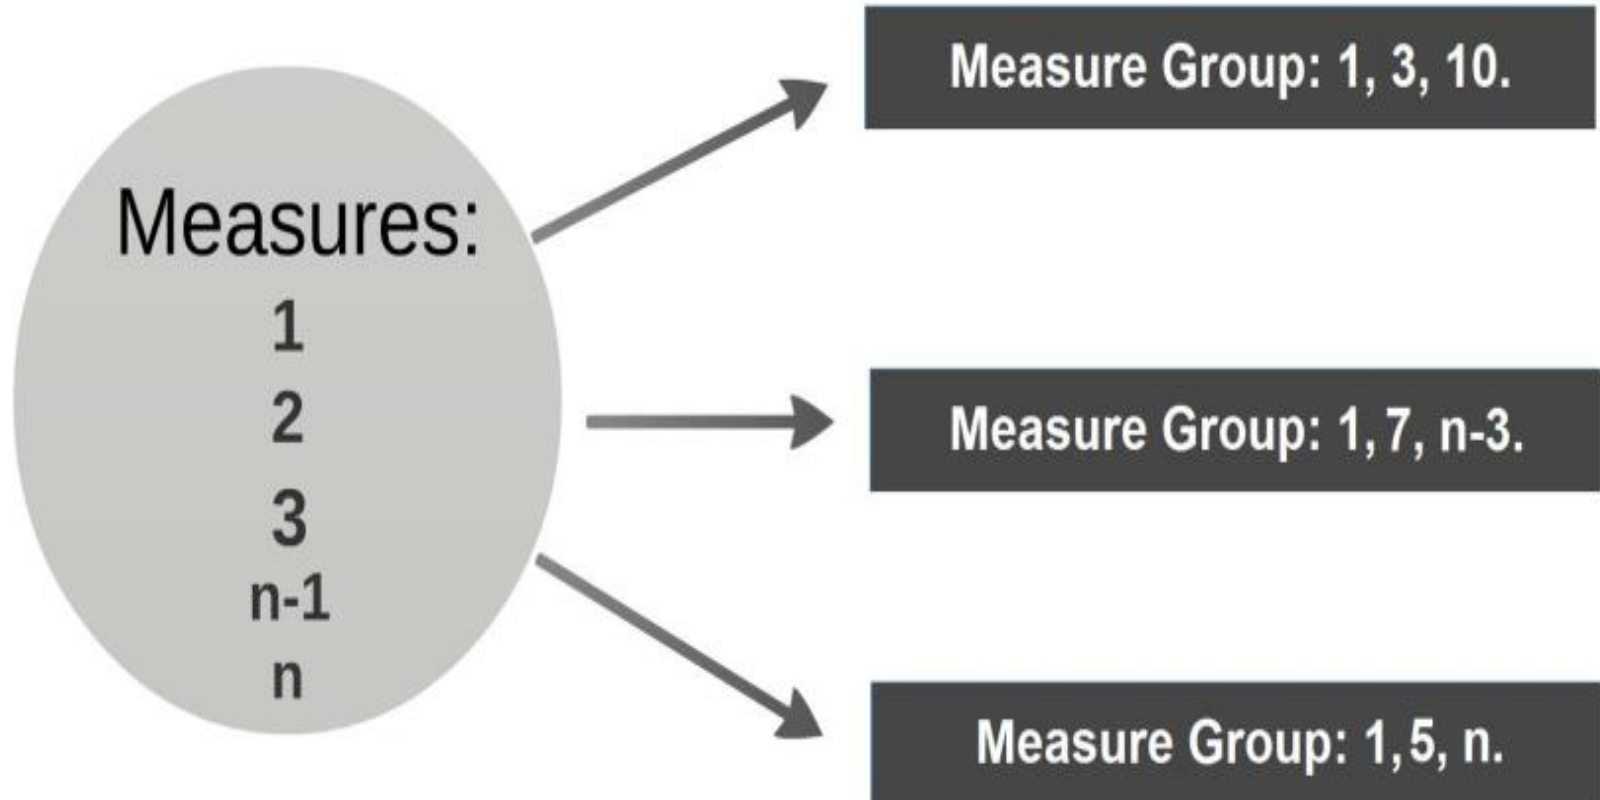 Measures:
1
2
3
n-1
n
Measure Group: 1, 3, 10.
Measure Group: 1, 7, n-3.
Measure Group: 1, 5, n.